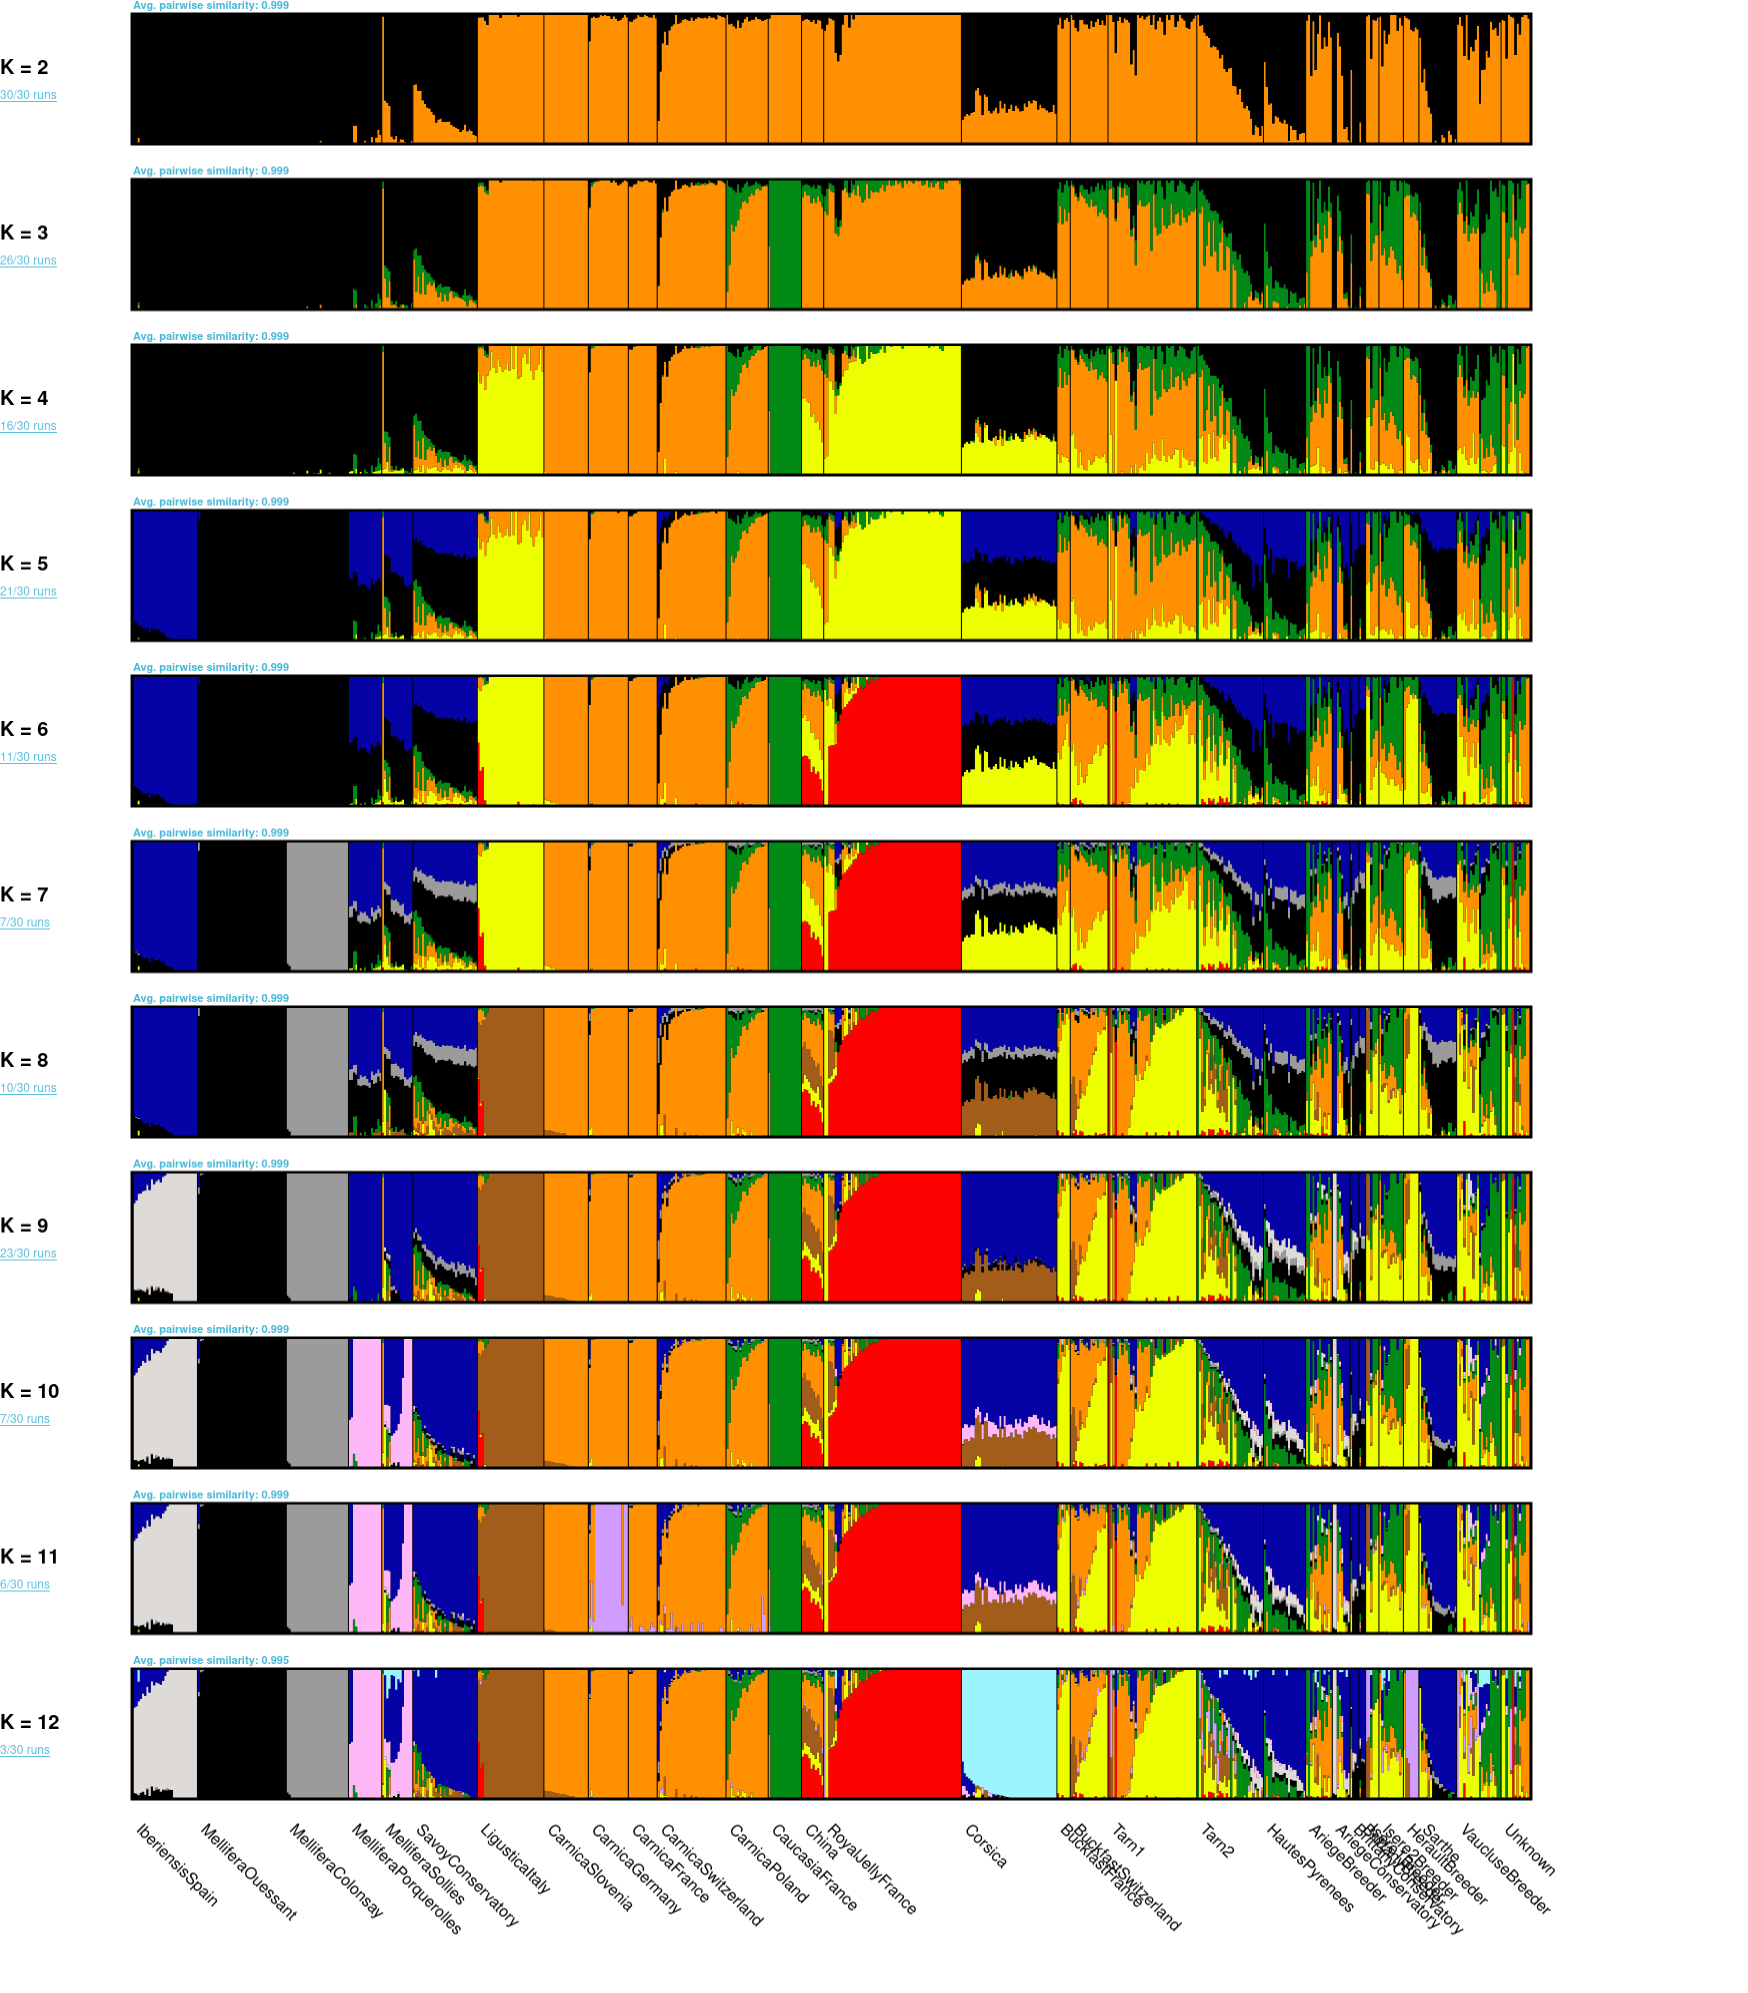 Avg. pairwise similarity: 0.999
K = 2
30/30 runs
Avg. pairwise similarity: 0.999
K = 3
26/30 runs
Avg. pairwise similarity: 0.999
K = 4
16/30 runs
Avg. pairwise similarity: 0.999
K = 5
21/30 runs
Avg. pairwise similarity: 0.999
K = 6
11/30 runs
Avg. pairwise similarity: 0.999
K = 7
7/30 runs
Avg. pairwise similarity: 0.999
K = 8
10/30 runs
Avg. pairwise similarity: 0.999
K = 9
23/30 runs
Avg. pairwise similarity: 0.999
K = 10
7/30 runs
Avg. pairwise similarity: 0.999
K = 11
6/30 runs
Avg. pairwise similarity: 0.995
K = 12
3/30 runs
IberiensisSpain
MelliferaOuessant
MelliferaColonsay
MelliferaPorquerolles
MelliferaSollies
SavoyConservatory
LigusticaItaly
CarnicaSlovenia
CarnicaGermany
CarnicaFrance
CarnicaSwitzerland
CarnicaPoland
CaucasiaFrance
China
RoyalJellyFrance
Corsica
BuckfastFrance
BuckfastSwitzerland
Tarn1
Tarn2
HautesPyrenees
AriegeBreeder
AriegeConservatory
Isere2Breeder
HeraultBreeder
Sarthe
VaucluseBreeder
Unknown